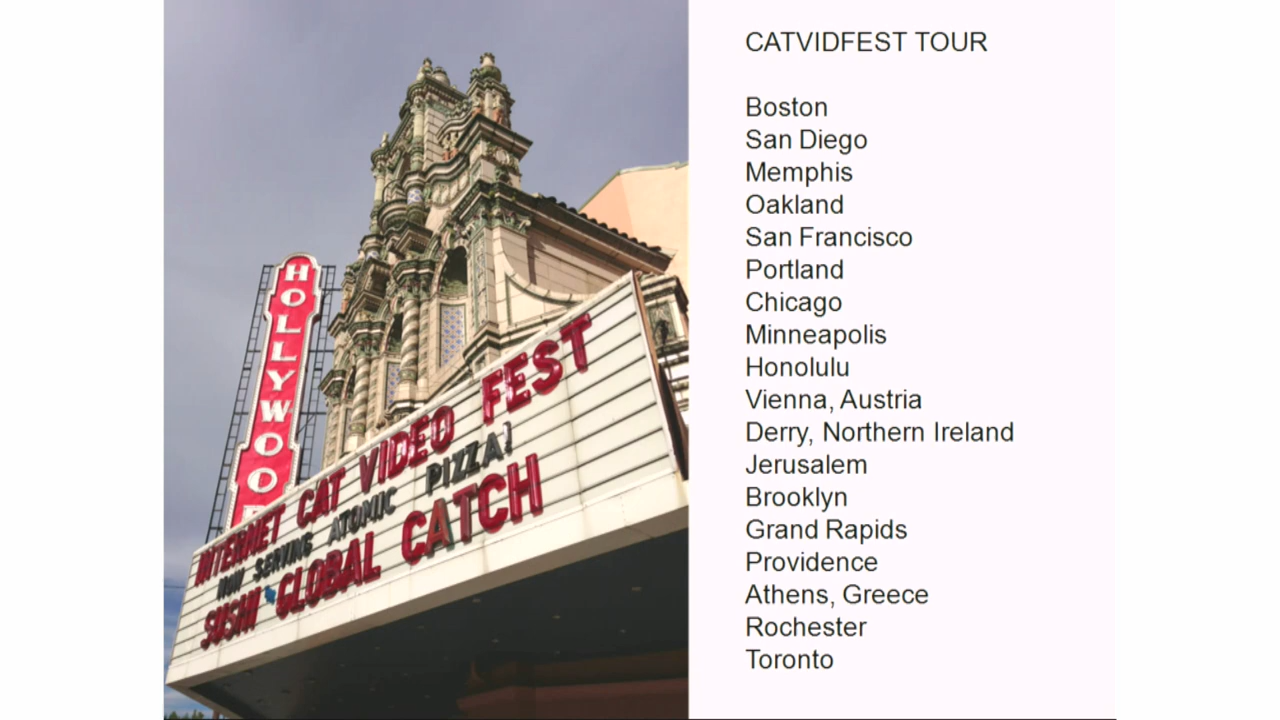 HOLLYWOO
INTERNET CAT VIDEO FEST
NOW SERVING ATOMIC PIZZA!
SUSHI GLOBAL CATCH
CATVIDFEST TOUR
Boston
San Diego
Memphis
Oakland
San Francisco
Portland
Chicago
Minneapolis
Honolulu
Vienna, Austria
Derry, Northern Ireland
Jerusalem
Brooklyn
Grand Rapids
Providence
Athens, Greece
Rochester
Toronto